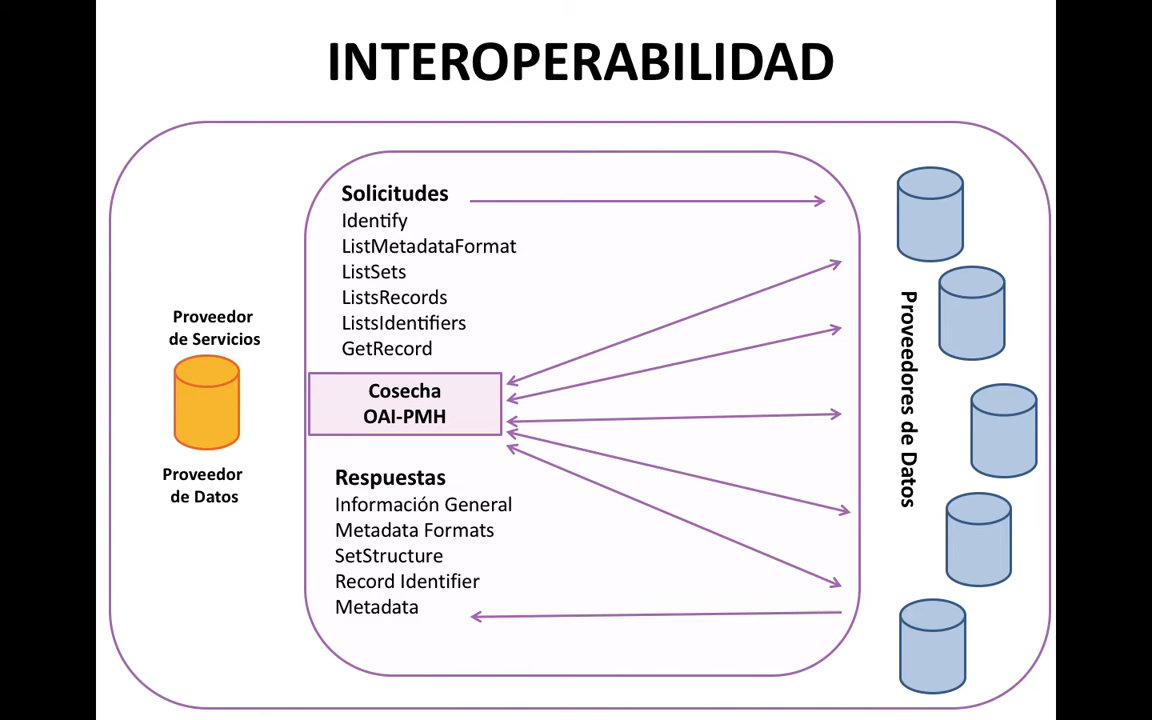 INTEROPERABILIDAD
Solicitudes
Identify
ListMetadataFormat
ListSets
ListsRecords
ListsIdentifiers
GetRecord
Proveedor
de Servicios
Cosecha
OAI-PMH
Proveedor
de Datos
Respuestas
Información General
Metadata Formats
SetStructure
Record Identifier
Metadata
Proveedores de Datos